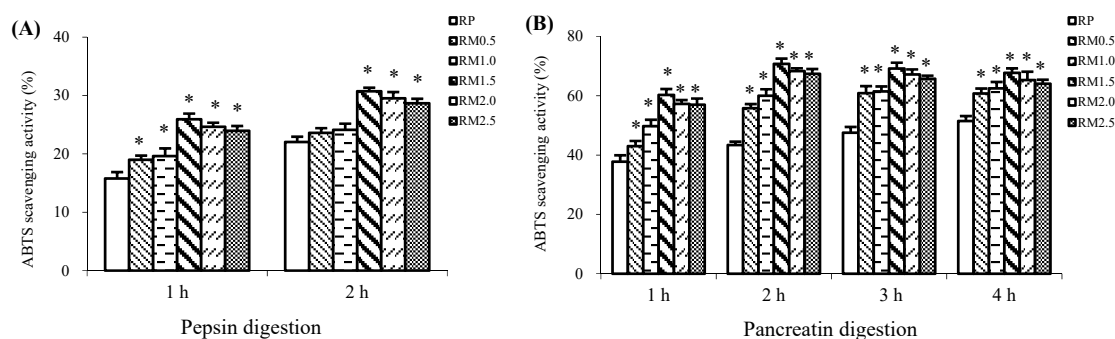 (A)
ABTS scavenging activity (%)
40
30
20
10
0
* * * * *
* * *
1 h 2 h
Pepsin digestion
RP
RM0.5
RM1.0
RM1.5
RM2.0
RM2.5
(B)
ABTS scavenging activity (%)
80
60
40
20
0
* * * * *
* * * * *
* * * * *
* * * * *
1 h 2 h 3 h 4 h
Pancreatin digestion
RP
RM0.5
RM1.0
RM1.5
RM2.0
RM2.5